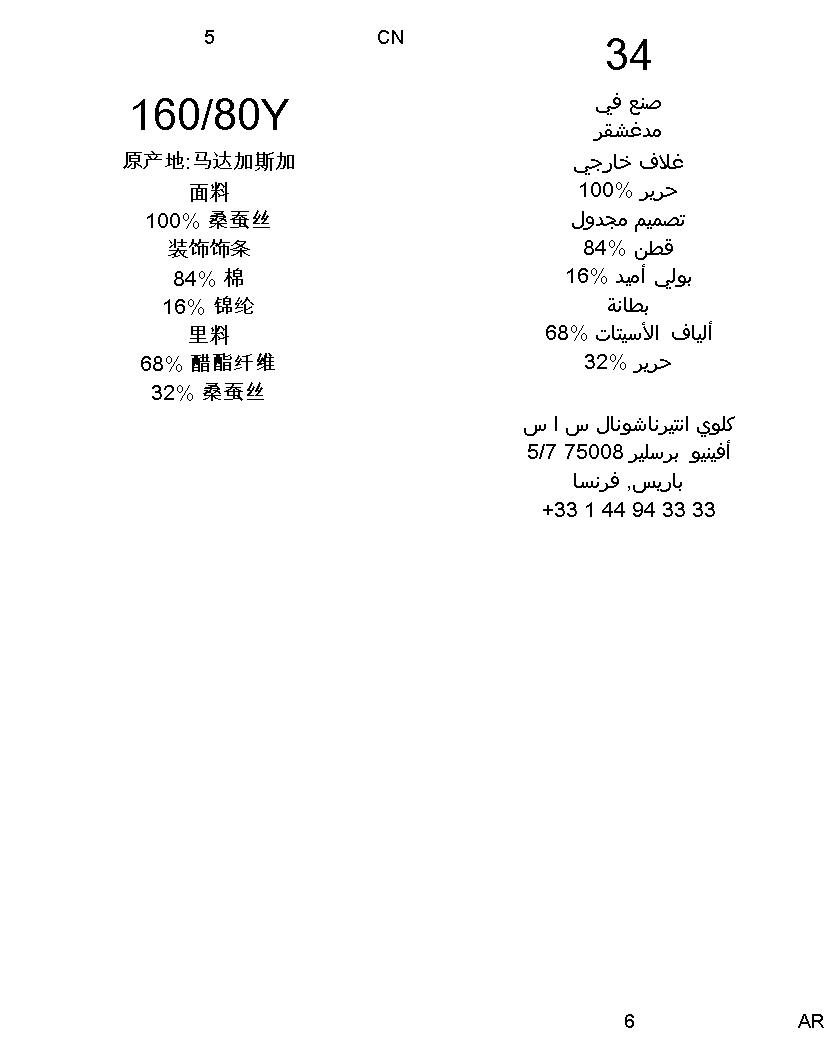 5
CN
160/80Y
原产地:马达加斯加
面料
100% 桑蚕丝
装饰饰条
84% 棉
16% 锦纶
里料
68% 醋酯纤维
32% 桑蚕丝
34
صنع في
مدغشقر
غلاف خارجي
حرير 100%
تصميم مجدول
قطن 84%
بولي أميد 16%
بطانة
ألياف الأسيتات 68%
حرير 32%
كلوي انتيرناشونال س ا س
أفينيو برسلير 75008 5/7
باريس, فرنسا
+33 1 44 94 33 33
6
AR